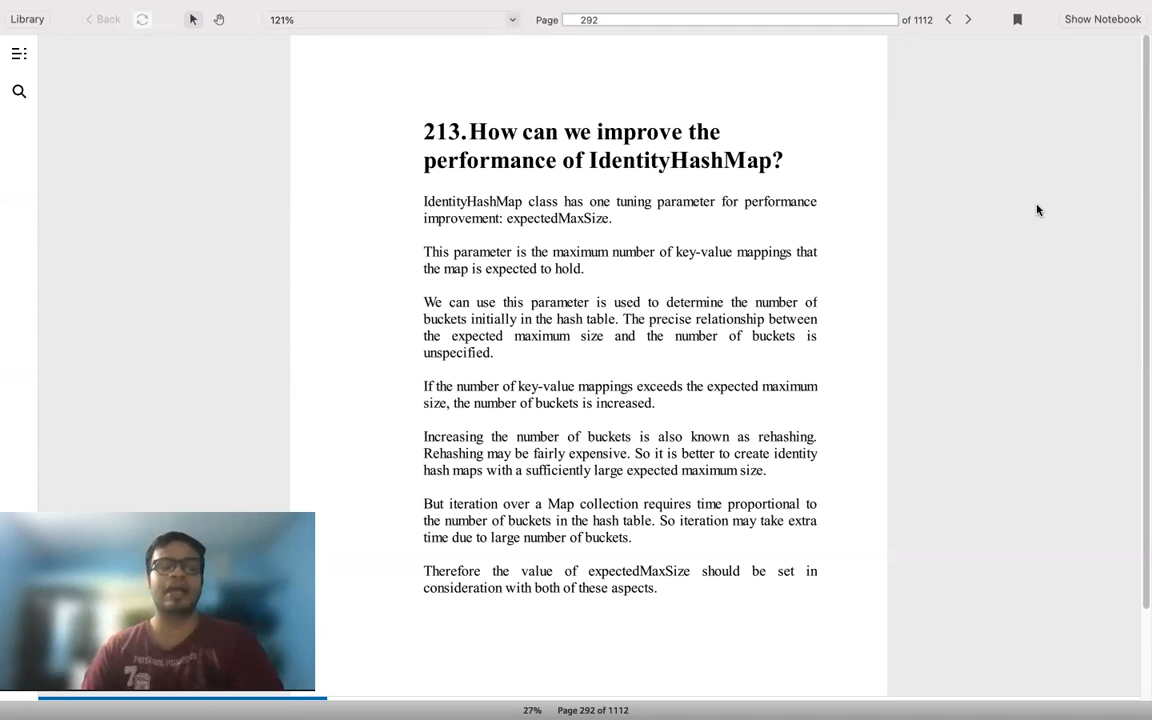 Library
Back
121%
Page
292
of 1112
Show Notebook
213.How can we improve the
performance of IdentityHashMap?
IdentityHashMap class has one tuning parameter for performance
improvement: expectedMaxSize.
This parameter is the maximum number of key-value mappings that
the map is expected to hold.
We can use this parameter is used to determine the number of
buckets initially in the hash table. The precise relationship between
the expected maximum size and the number of buckets is
unspecified.
If the number of key-value mappings exceeds the expected maximum
size, the number of buckets is increased.
Increasing the number of buckets is also known as rehashing.
Rehashing may be fairly expensive. So it is better to create identity
hash maps with a sufficiently large expected maximum size.
But iteration over a Map collection requires time proportional to
the number of buckets in the hash table. So iteration may take extra
time due to large number of buckets.
Therefore the value of expectedMaxSize should be set in
consideration with both of these aspects.
27%
Page 292 of 1112